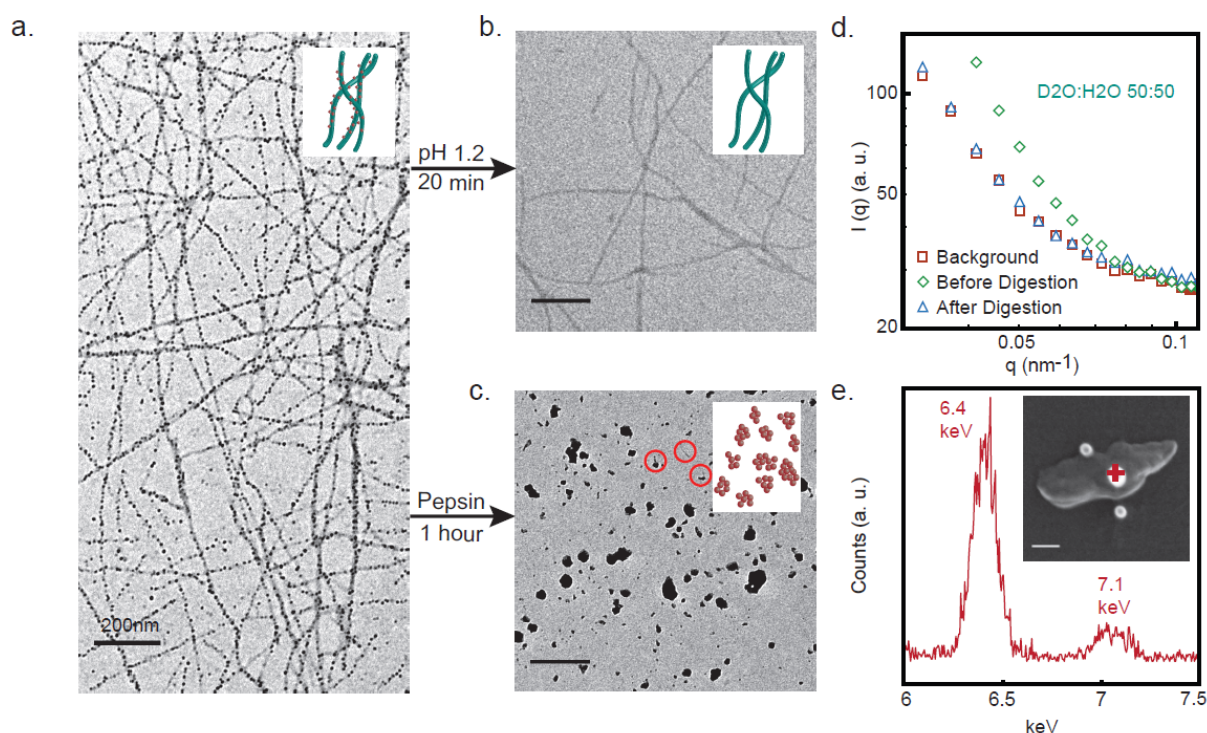 a.
200nm
pH 1.2
20 min
Pepsin
1 hour
b.
c.
d.
I (q) (a. u.)
100
50
20
D2O:H2O 50:50
Background
Before Digestion
After Digestion
0.05
0.1
q (nm-1)
e.
Counts (a. u.)
6.4
keV
7.1
keV
6
6.5
7
7.5
keV